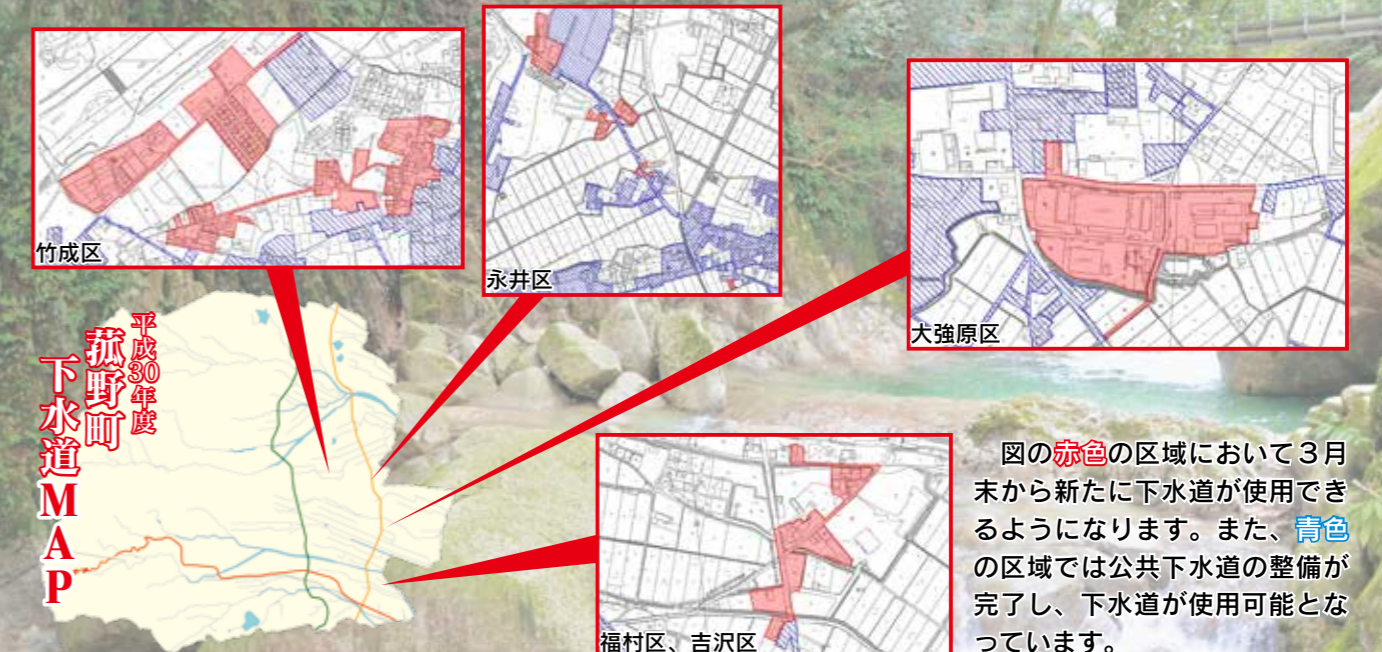 竹成区
永井区
大強原区
平成30年度
菰野町
下水道MAP
福村区、吉沢区
図の赤色の区域において３月
末から新たに下水道が使用でき
るようになります。また、青色
の区域では公共下水道の整備が
完了し、下水道が使用可能とな
っています。